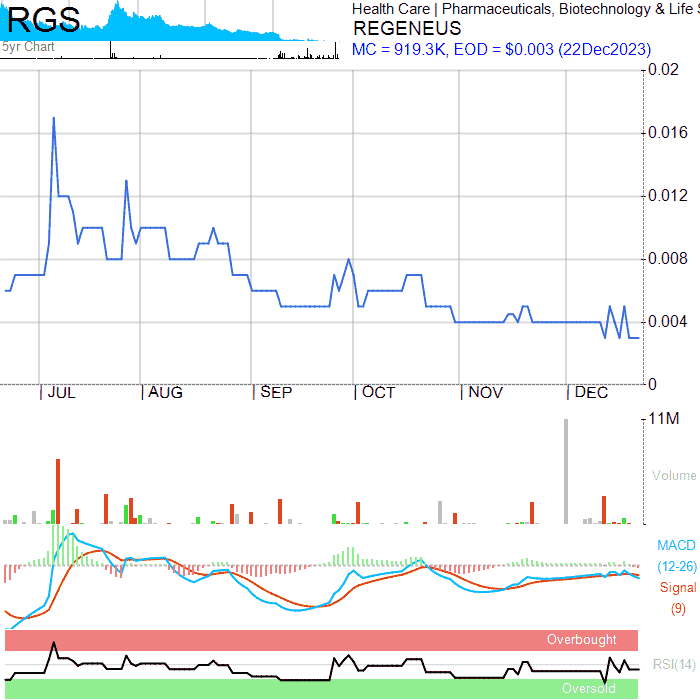 RGS
5yr Chart
Health Care | Pharmaceuticals, Biotechnology & Life S
REGENEUS
MC = 919.3K, EOD = $0.003 (22Dec2023)
0.02
0.016
0.012
0.008
0.004
0
JUL
AUG
SEP
OCT
NOV
DEC
11M
Volume
MACD
(12-26)
Signal
(9)
Overbought
RSI(14)
Oversold